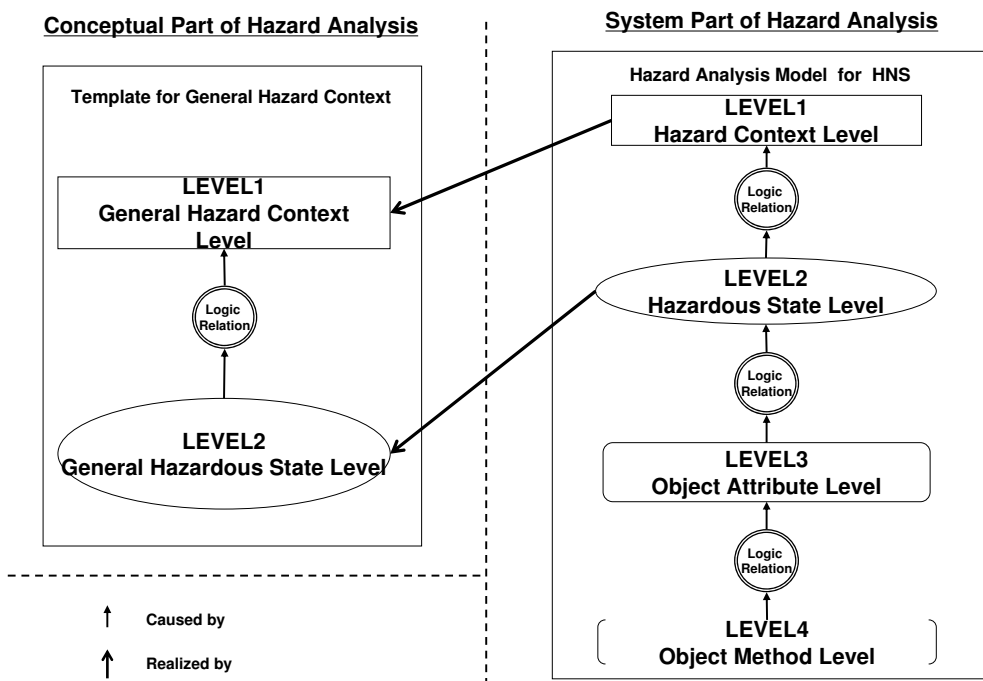 Conceptual Part of Hazard Analysis
Template for General Hazard Context
LEVEL1
General Hazard Context
Level
Logic
Relation
LEVEL2
General Hazardous State Level
Caused by
Realized by
System Part of Hazard Analysis
Hazard Analysis Model for HNS
LEVEL1
Hazard Context Level
Logic
Relation
LEVEL2
Hazardous State Level
Logic
Relation
LEVEL3
Object Attribute Level
Logic
Relation
LEVEL4
Object Method Level